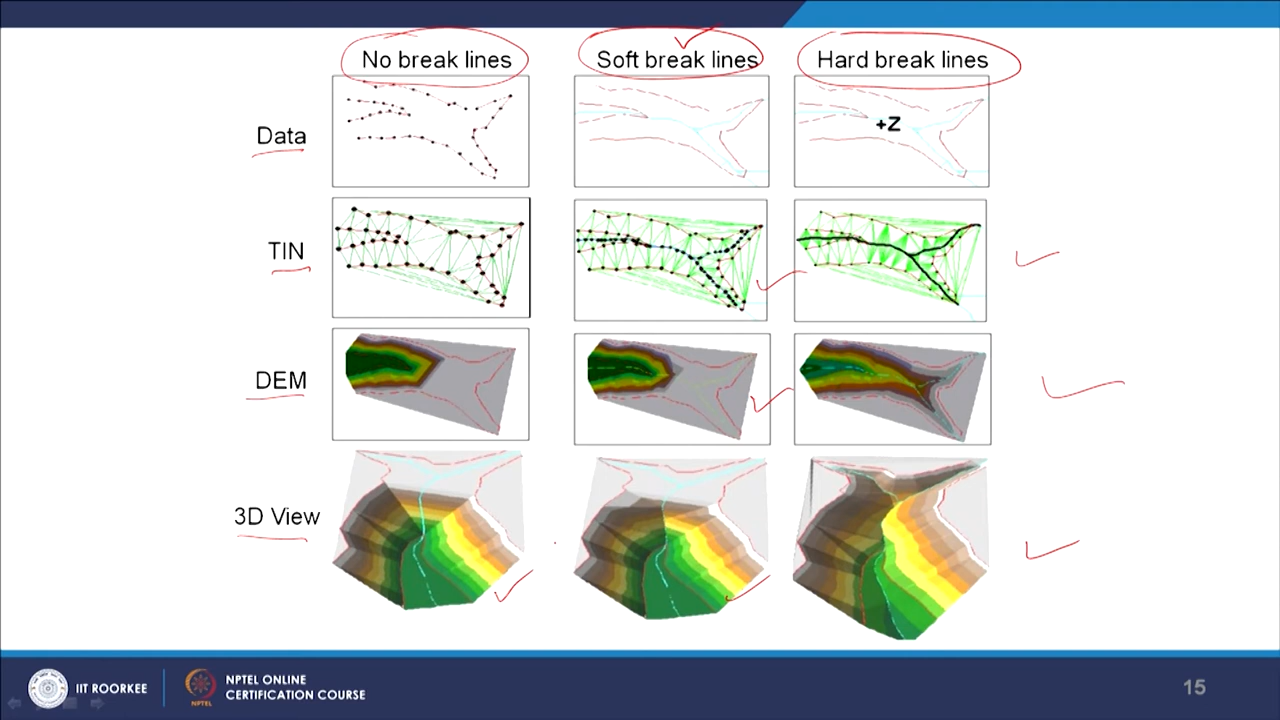 No break lines
Soft break lines
Hard break lines
Data
+Z
TIN
DEM
3D View
IIT ROORKEE
NPTEL
NPTEL ONLINE
CERTIFICATION COURSE
15